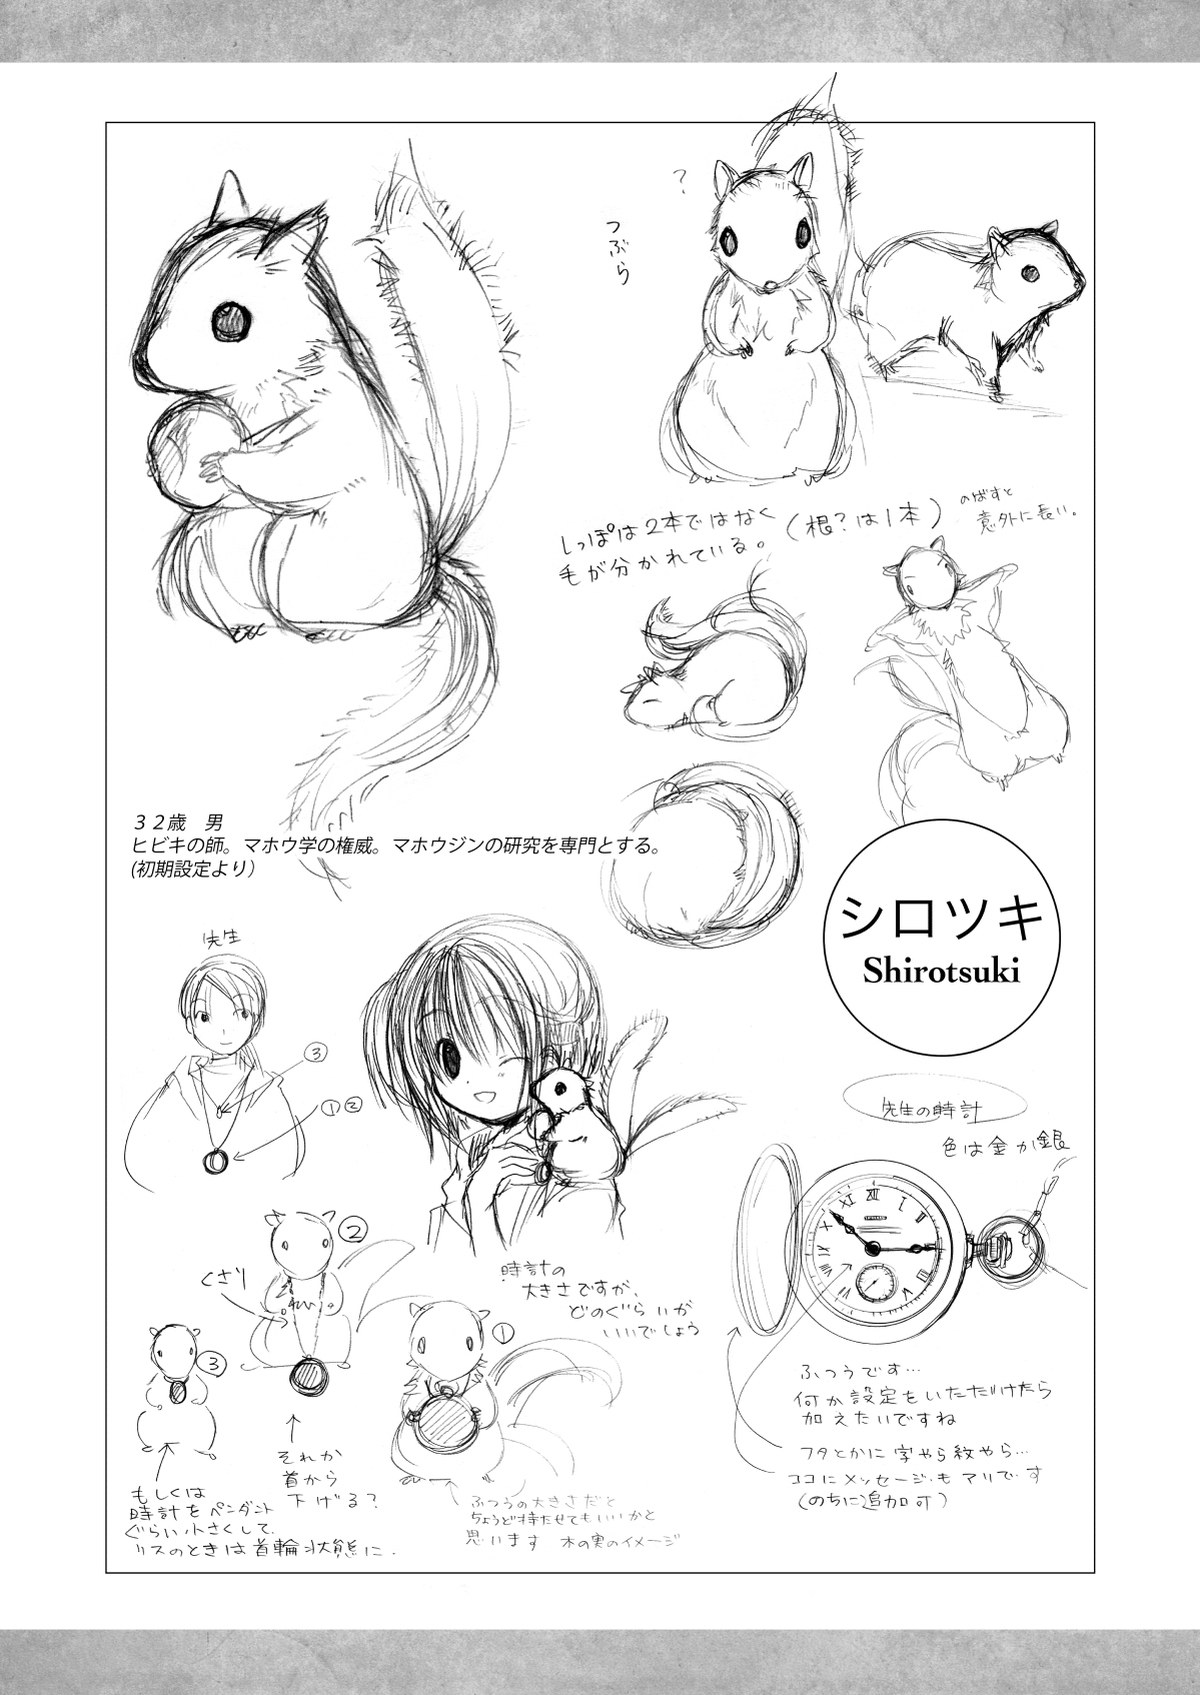 ?
つぶら
しっぽは2本ではなく
毛が分かれている。
(根?は1本)
のばすと
意外に長い。
32歳 男
ヒビキの師。マホウ学の権威。マホウジンの研究を専門とする。
(初期設定より)
シロツキ
Shirotsuki
先生
③
①②
先生の時計
色は金か銀
時計の
大きさですが、
どのぐらいが
いいでしょう
②
くさり
①
③
ふつうです…
何か設定をいただけたら
加えたいですね
フタとかに字やら紋やら…
ココにメッセージもアリです
(のちに追加可)
それか
首から
下げる?
もしくは
時計をペンダント
ぐらい小さくして、
リスのときは首輪状態に.
ふつうの大きさだと
ちょうど持たせてもいいかと
思います 木の実のイメージ